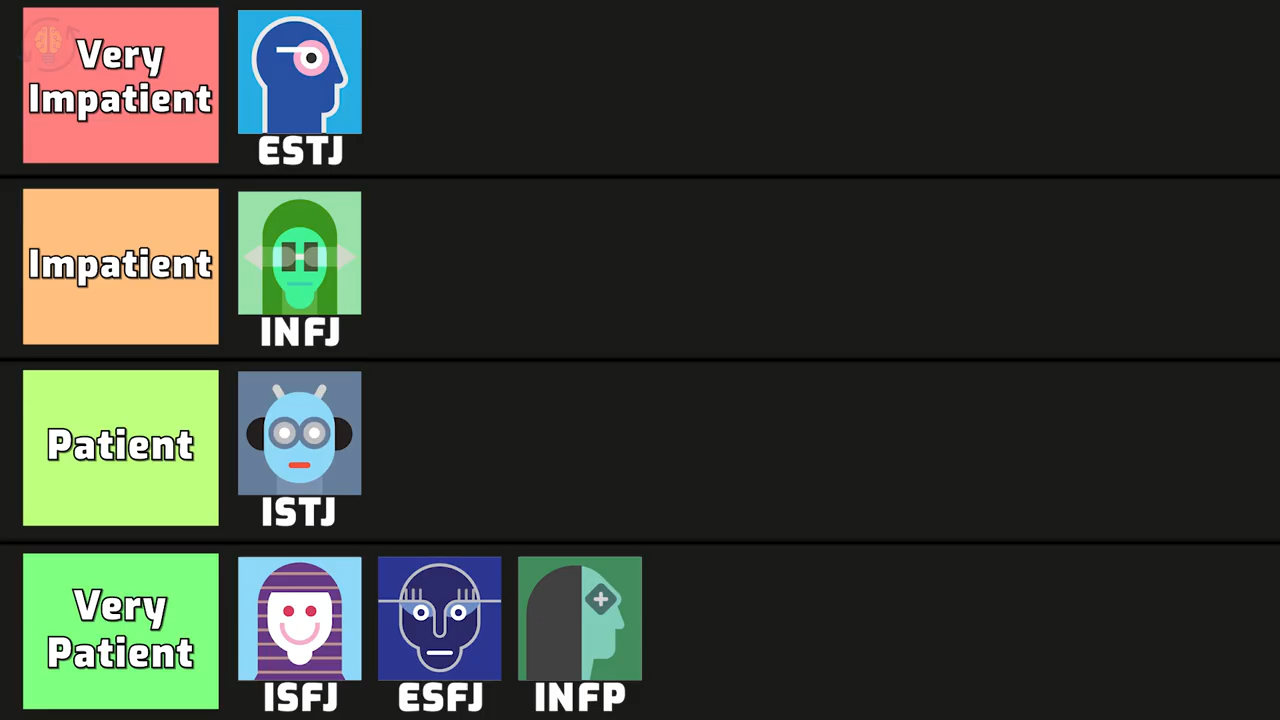 Very
Impatient
ESTJ
Impatient
INFJ
Patient
ISTJ
Very
Patient
ISFJ ESFJ INFP